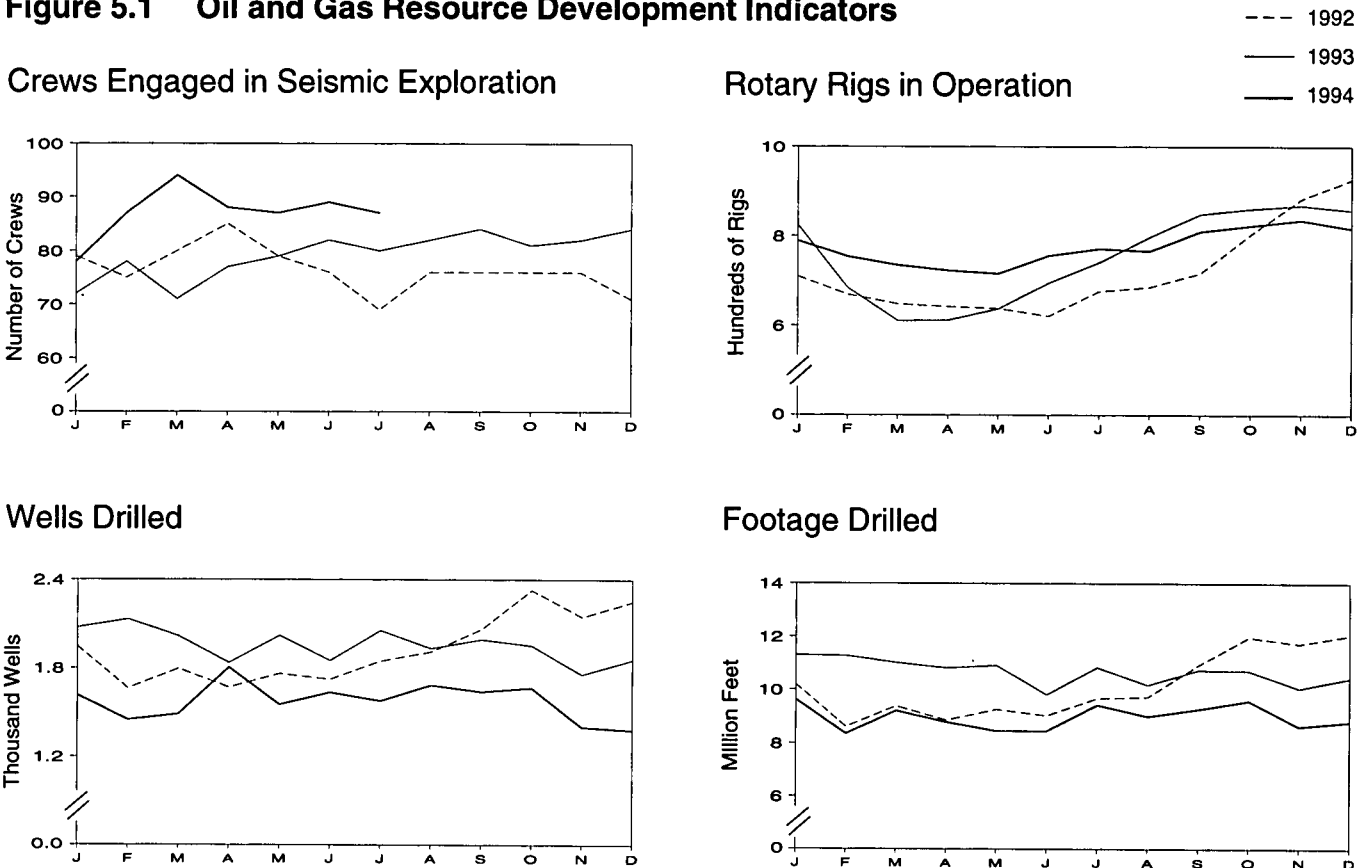 Figure 5.1 Oil and Gas Resource Development Indicators
1992
1993
1994
Crews Engaged in Seismic Exploration
Number of Crews
100
90
80
70
60
0
J F M A M J J A S O N D
Rotary Rigs in Operation
Hundreds of Rigs
10
8
6
0
J F M A M J J A S O N D
Wells Drilled
Thousand Wells
2.4
1.8
1.2
0.0
J F M A M J J A S O N D
Footage Drilled
Million Feet
14
12
10
8
6
0
J F M A M J J A S O N D